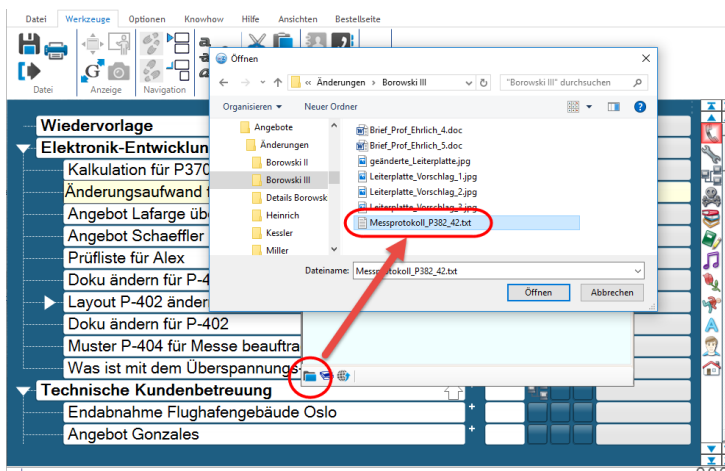 Datei Werkzeuge Optionen Knowhow Hilfe Ansichten Bestellseite
Datei Anzeige Navigation
Öffnen
« Änderungen › Borowski III "Borowski III" durchsuchen
Organisieren Neuer Ordner
Angebote
Änderungen
Borowski II
Borowski III
Details Borowsk
Heinrich
Kessler
Miller
Brief_Prof_Ehrlich_4.doc
Brief_Prof_Ehrlich_5.doc
geänderte_Leiterplatte.jpg
Leiterplatte_Vorschlag_1.jpg
Leiterplatte_Vorschlag_2.jpg
Leiterplatte_Vorschlag_3.jpg
Messprotokoll_P382_42.txt
Dateiname: Messprotokoll_P382_42.txt
Öffnen Abbrechen
Wiedervorlage
Elektronik-Entwicklun
Kalkulation für P370
Änderungsaufwand f
Angebot Lafarge übe
Angebot Schaeffler
Prüfliste für Alex
Doku ändern für P-4
Layout P-402 änder
Doku ändern für P-402
Muster P-404 für Messe beauftra
Was ist mit dem Überspannungs-
Technische Kundenbetreuung
Endabnahme Flughafengebäude Oslo
Angebot Gonzales